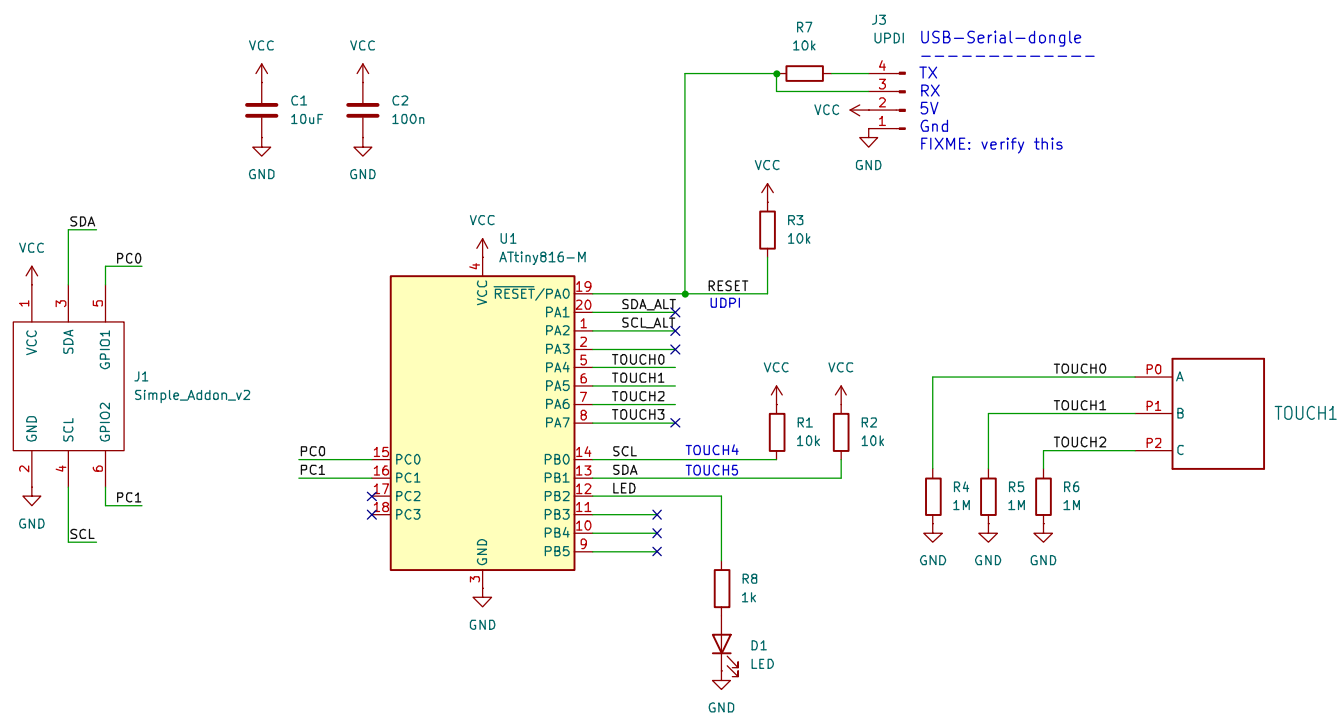 VCC
C1
10uF
GND
VCC
C2
100n
GND
R7
10k
J3
UPDI
USB-Serial-dongle
----------------
4
TX
3
RX
VCC
2
5V
1
Gnd
FIXME: verify this
GND
VCC
R3
10k
SDA
VCC
PC0
1
3
5
VCC
SDA
GPIO1
J1
Simple_Addon_v2
GND
SCL
GPIO2
2
4
6
PC1
GND
SCL
VCC
U1
ATtiny816-M
4
VCC
RESET/PA0
19
RESET
UDPI
PA1
20
SDA_ALT
PA2
1
SCL_ALT
PA3
2
PA4
5
TOUCH0
PA5
6
TOUCH1
PA6
7
TOUCH2
PA7
8
TOUCH3
PC0
15
PC0
PB0
14
SCL
TOUCH4
PC1
16
PC1
PB1
13
SDA
TOUCH5
17
PC2
PB2
12
LED
18
PC3
PB3
11
PB4
10
PB5
9
GND
3
GND
VCC
R1
10k
VCC
R2
10k
R8
1k
D1
LED
GND
TOUCH0
P0
A
TOUCH1
P1
B
TOUCH1
TOUCH2
P2
C
R4
1M
R5
1M
R6
1M
GND
GND
GND